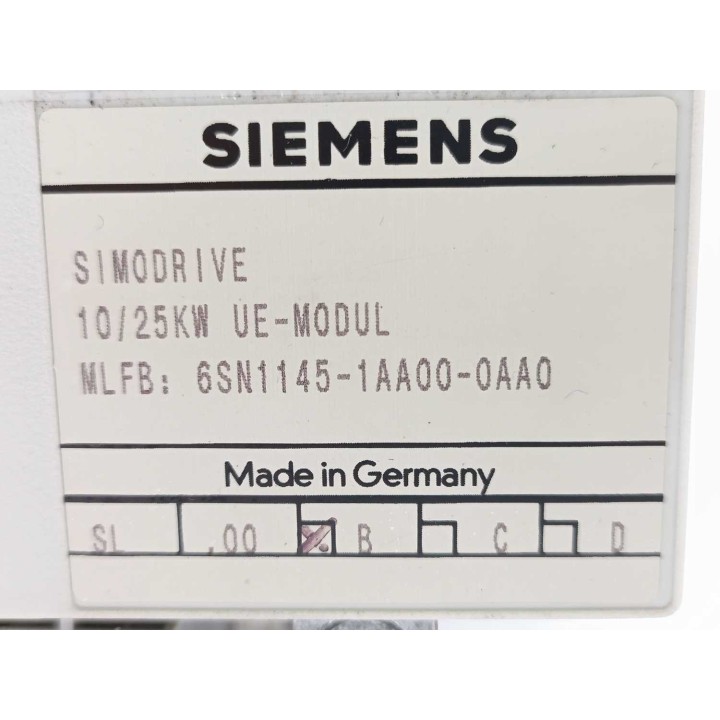 SIEMENS
SIMODRIVE
10/25KW UE-MODUL
MLFB: 6SN1145-1AA00-0AA0
Made in Germany
SL .00 B C D